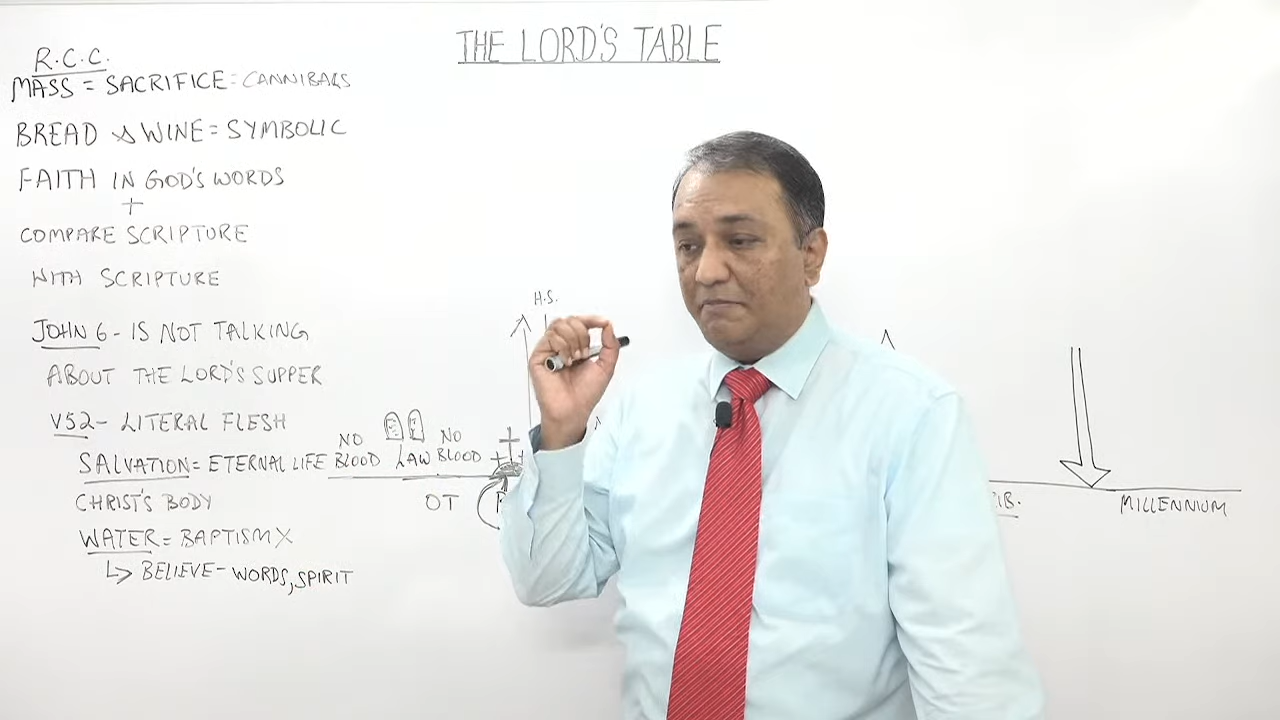 THE LORD'S TABLE
R.C.C.
MASS = SACRIFICE = CANNIBALS
BREAD & WINE = SYMBOLIC
FAITH IN GOD'S WORDS
+
COMPARE SCRIPTURE
WITH SCRIPTURE
JOHN 6 - IS NOT TALKING
ABOUT THE LORD'S SUPPER
V52 - LITERAL FLESH
SALVATION = ETERNAL LIFE
CHRIST'S BODY
WATER = BAPTISM X
↳ BELIEVE - WORDS, SPIRIT
H.S.
NO BLOOD
LAW
NO BLOOD
OT
IB.
MILLENNIUM